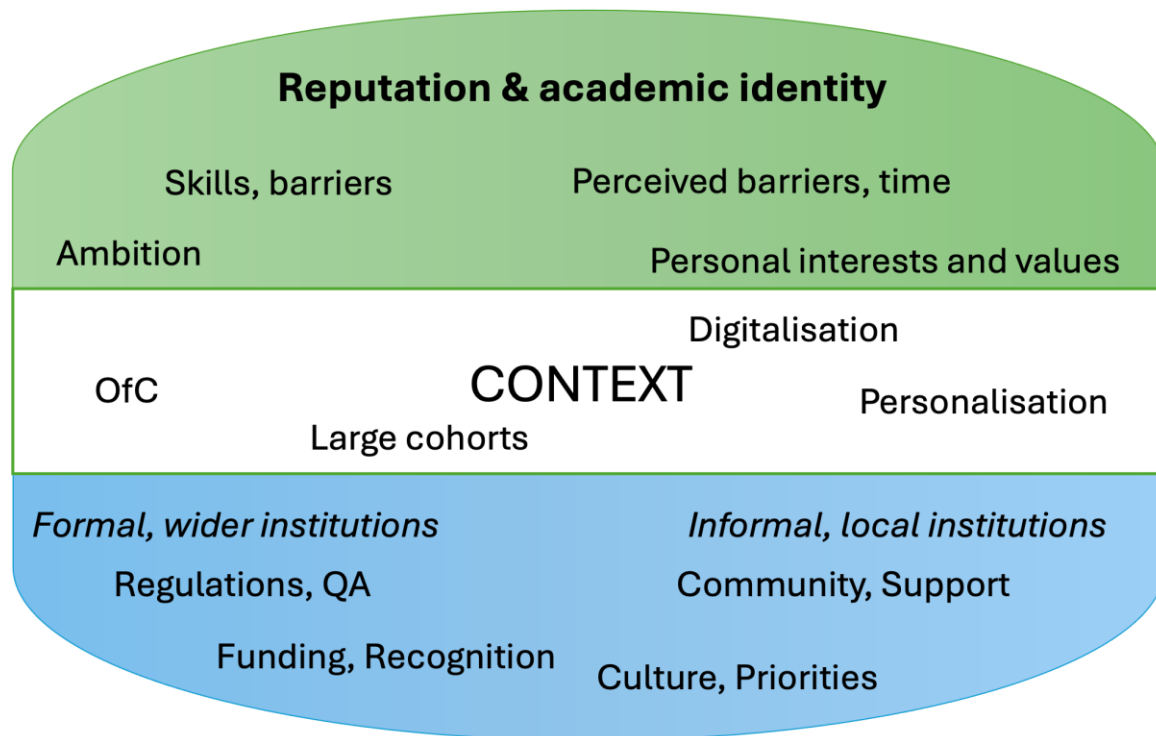 Reputation & academic identity
Skills, barriers
Perceived barriers, time
Ambition
Personal interests and values
Digitalisation
OfC
CONTEXT
Personalisation
Large cohorts
Formal, wider institutions
Informal, local institutions
Regulations, QA
Community, Support
Funding, Recognition
Culture, Priorities